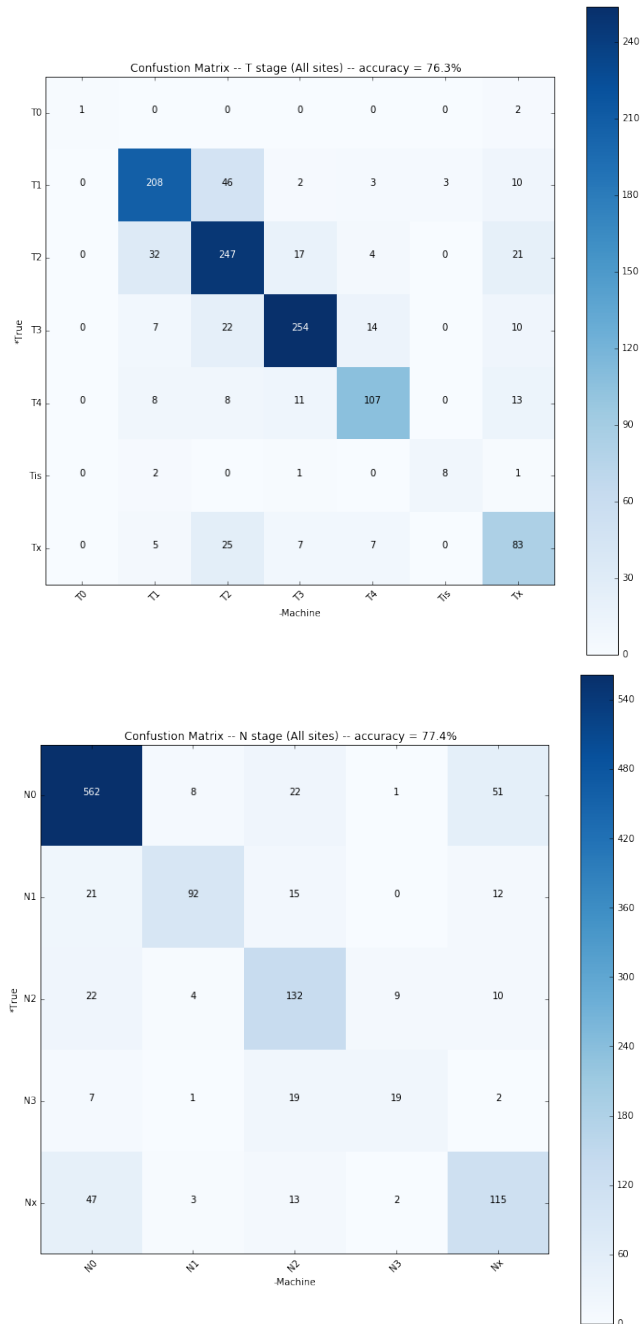 Confustion Matrix -- T stage (All sites) -- accuracy = 76.3%
240
210
180
150
120
90
60
30
0
*True
T0 1 0 0 0 0 0 2
T1 0 208 46 2 3 3 10
T2 0 32 247 17 4 0 21
T3 0 7 22 254 14 0 10
T4 0 8 8 11 107 0 13
Tis 0 2 0 1 0 8 1
Tx 0 5 25 7 7 0 83
T0 T1 T2 T3 T4 Tis Tx
-Machine
Confustion Matrix -- N stage (All sites) -- accuracy = 77.4%
540
480
420
360
300
240
180
120
60
0
*True
N0 562 8 22 1 51
N1 21 92 15 0 12
N2 22 4 132 9 10
N3 7 1 19 19 2
Nx 47 3 13 2 115
N0 N1 N2 N3 Nx
-Machine